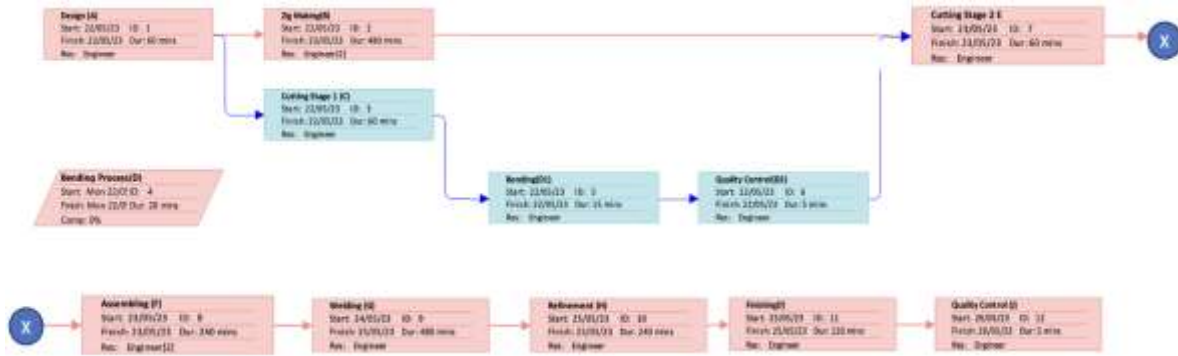 Design (A)
Start: 22/05/23 ID: 1
Finish: 22/05/23 Dur: 60 mins
Res: Engineer
Jig Making(B)
Start: 22/05/23 ID: 2
Finish: 23/05/23 Dur: 480 mins
Res: Engineer[2]
Cutting Stage 2 E
Start: 23/05/23 ID: 7
Finish: 23/05/23 Dur: 60 mins
Res: Engineer
X
Cutting Stage 1 (C)
Start: 22/05/23 ID: 3
Finish: 22/05/23 Dur: 60 mins
Res: Engineer
Bending Process(D)
Start: Mon 22/0 ID: 4
Finish: Mon 22/0 Dur: 20 mins
Comp: 0%
Bending(D1)
Start: 22/05/23 ID: 5
Finish: 22/05/23 Dur: 15 mins
Res: Engineer
Quality Control(D2)
Start: 22/05/23 ID: 6
Finish: 22/05/23 Dur: 5 mins
Res: Engineer
X
Assembling (F)
Start: 23/05/23 ID: 8
Finish: 23/05/23 Dur: 240 mins
Res: Engineer[2]
Welding (G)
Start: 24/05/23 ID: 9
Finish: 25/05/23 Dur: 480 mins
Res: Engineer
Refinement (H)
Start: 25/05/23 ID: 10
Finish: 25/05/23 Dur: 240 mins
Res: Engineer
Finishing(I)
Start: 25/05/23 ID: 11
Finish: 25/05/23 Dur: 120 mins
Res: Engineer
Quality Control (J)
Start: 26/05/23 ID: 12
Finish: 26/05/23 Dur: 5 mins
Res: Engineer